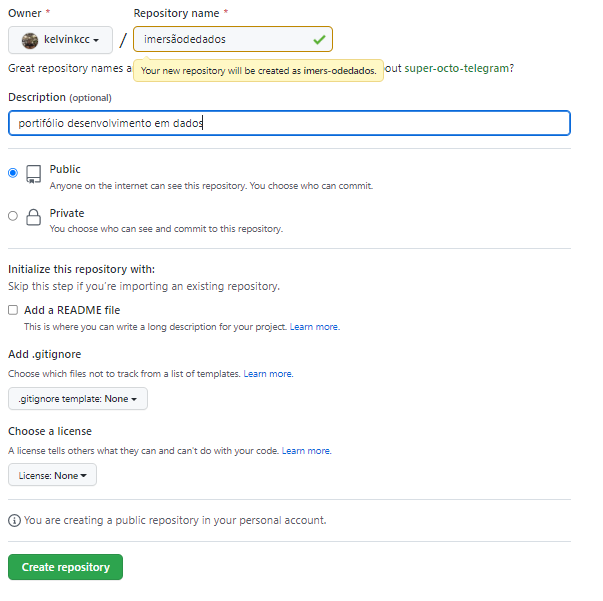 Owner * Repository name *
kelvinkcc / imersãodedados
Great repository names a Your new repository will be created as imers-odedados. out super-octo-telegram?
Description (optional)
portifólio desenvolvimento em dados
Public
Anyone on the internet can see this repository. You choose who can commit.
Private
You choose who can see and commit to this repository.
Initialize this repository with:
Skip this step if you're importing an existing repository.
Add a README file
This is where you can write a long description for your project. Learn more.
Add .gitignore
Choose which files not to track from a list of templates. Learn more.
.gitignore template: None
Choose a license
A license tells others what they can and can't do with your code. Learn more.
License: None
You are creating a public repository in your personal account.
Create repository